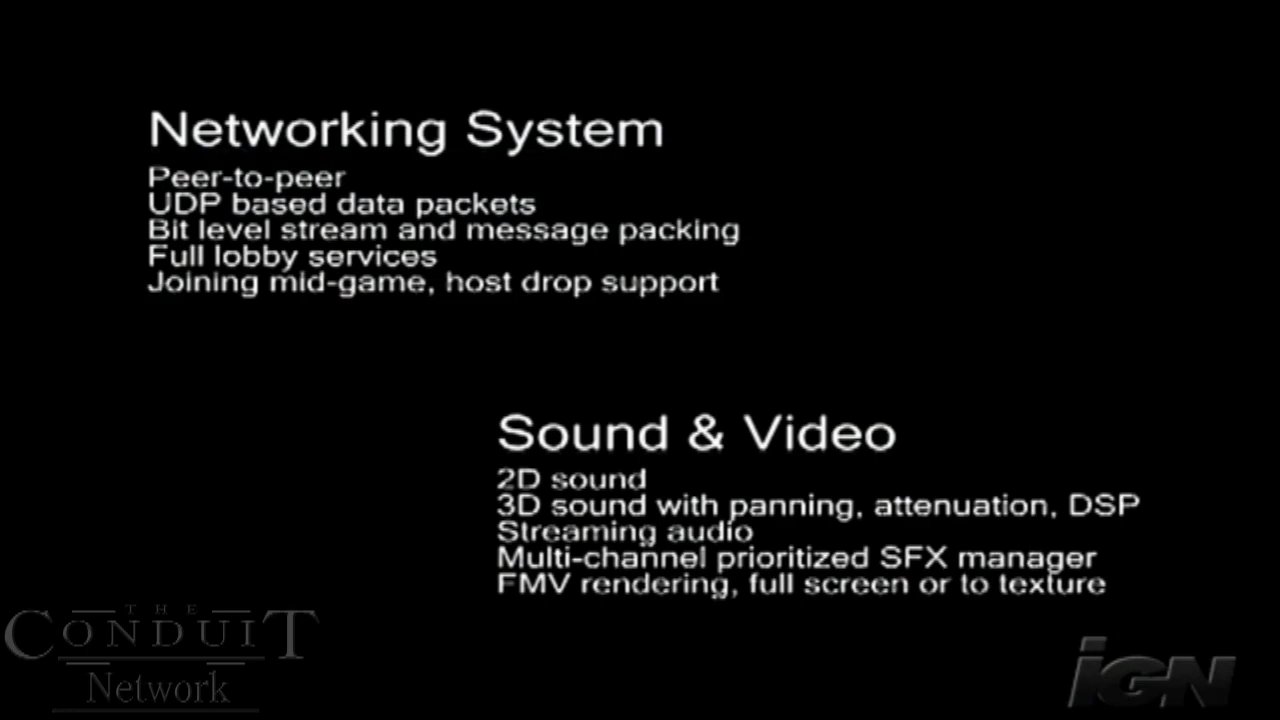 Networking System
Peer-to-peer
UDP based data packets
Bit level stream and message packing
Full lobby services
Joining mid-game, host drop support
Sound & Video
2D sound
3D sound with panning, attenuation, DSP
Streaming audio
Multi-channel prioritized SFX manager
FMV rendering, full screen or to texture
THE
CONDUIT
Network
IGN